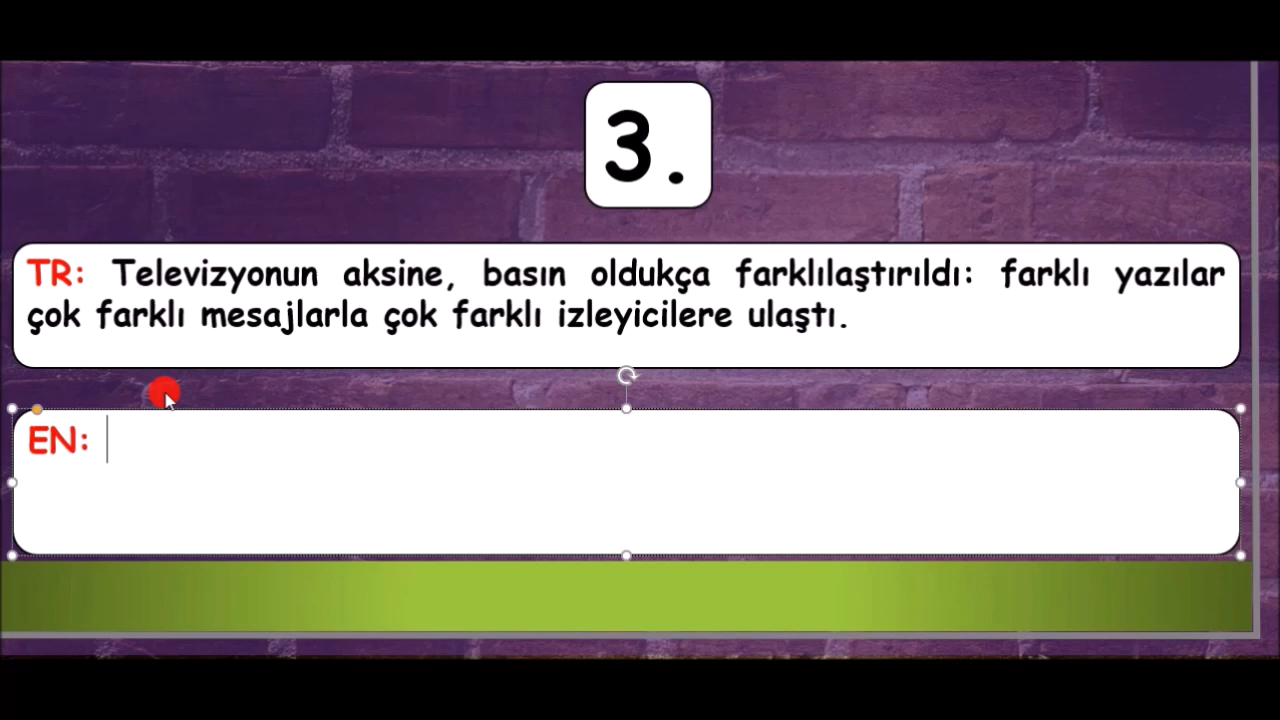 3.
TR: Televizyonun aksine, basın oldukça farklılaştırıldı: farklı yazılar
çok farklı mesajlarla çok farklı izleyicilere ulaştı.
EN: